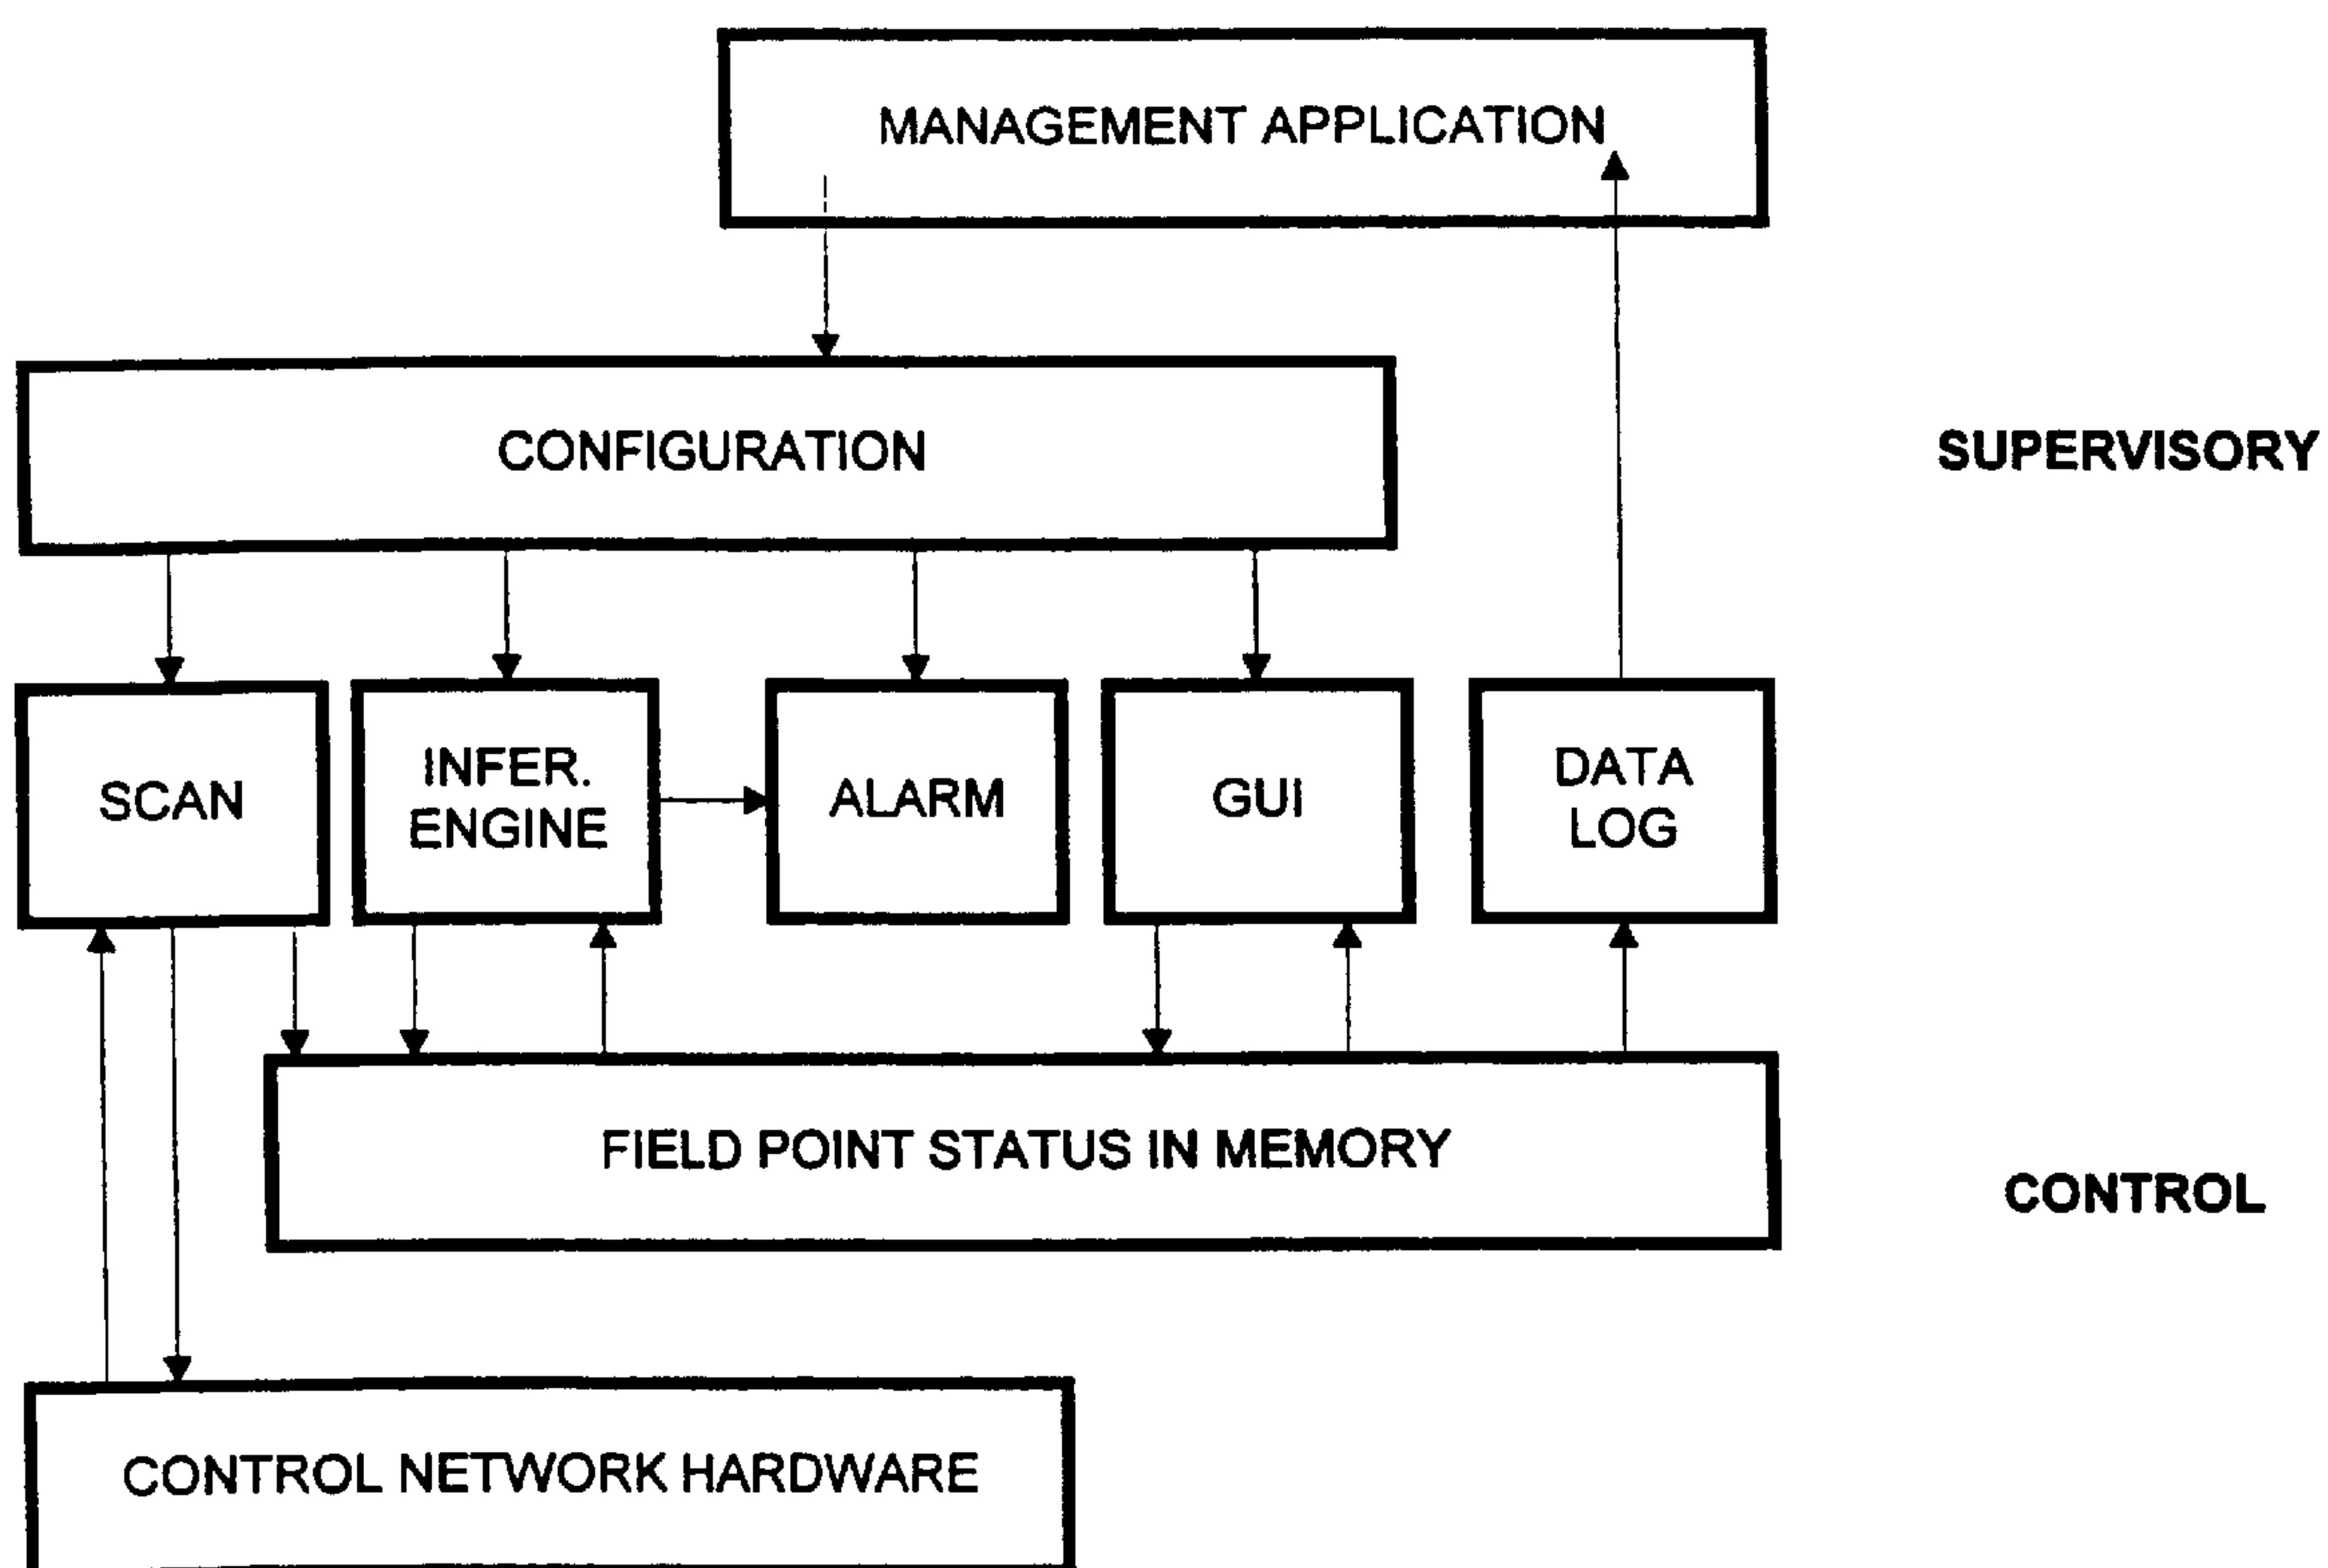 MANAGEMENT APPLICATION
CONFIGURATION
SUPERVISORY
SCAN
INFER.
ENGINE
ALARM
GUI
DATA
LOG
FIELD POINT STATUS IN MEMORY
CONTROL
CONTROL NETWORK HARDWARE